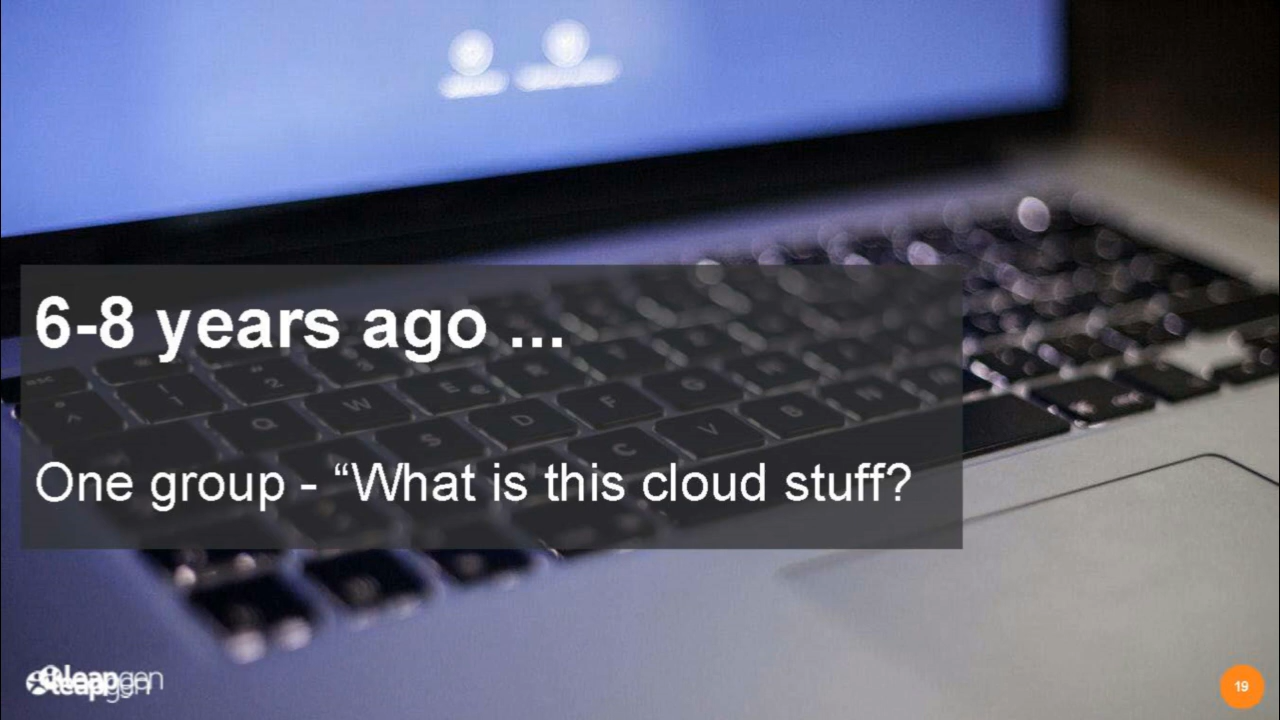 6-8 years ago ...
One group - “What is this cloud stuff?
leapgen
19